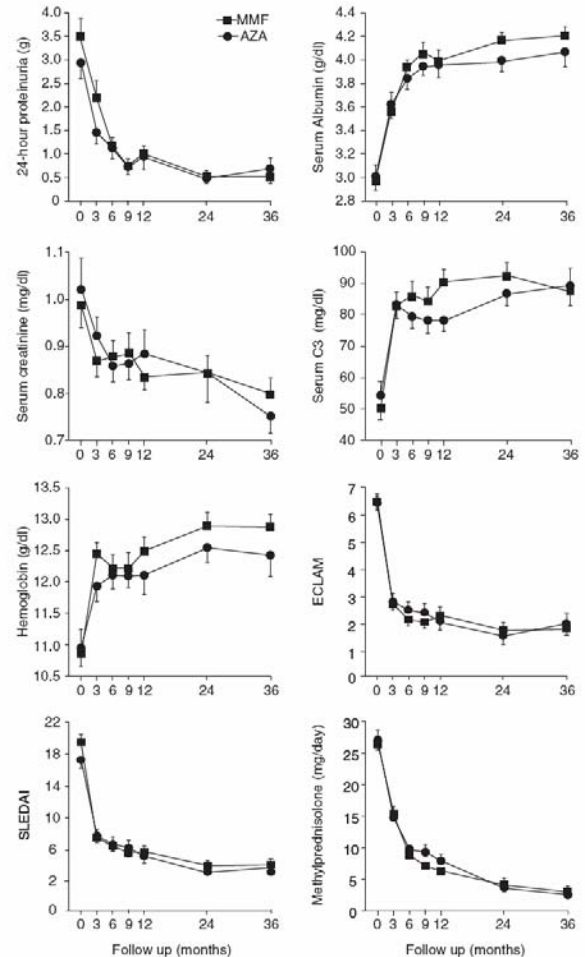 MMF
AZA
24-hour proteinuria (g)
4.0
3.5
3.0
2.5
2.0
1.5
1.0
0.5
0
0 3 6 9 12 24 36
Serum Albumin (g/dl)
4.4
4.2
4.0
3.8
3.6
3.4
3.2
3.0
2.8
0 3 6 9 12 24 36
Serum creatinine (mg/dl)
1.1
1.0
0.9
0.8
0.7
0 3 6 9 12 24 36
Serum C3 (mg/dl)
100
90
80
70
60
50
40
0 3 6 9 12 24 36
Hemoglobin (g/dl)
13.5
13.0
12.5
12.0
11.5
11.0
10.5
0 3 6 9 12 24 36
ECLAM
7
6
5
4
3
2
1
0
0 3 6 9 12 24 36
SLEDAI
22
18
14
10
6
2
0
0 3 6 9 12 24 36
Follow up (months)
Methylprednisolone (mg/day)
30
25
20
15
10
5
0
0 3 6 9 12 24 36
Follow up (months)